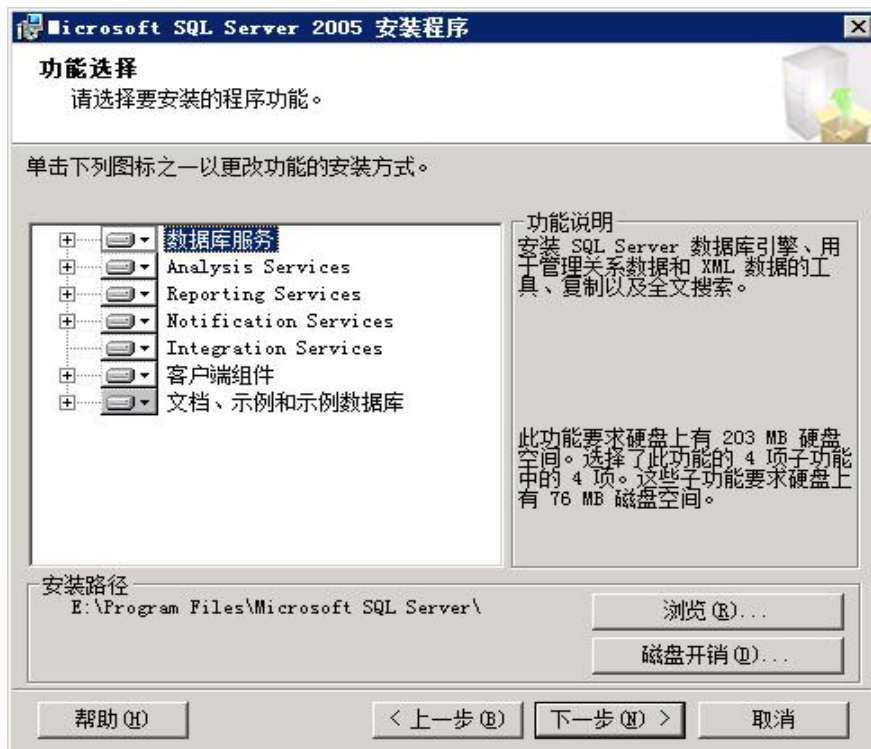 Microsoft SQL Server 2005 安装程序
功能选择
请选择要安装的程序功能。
单击下列图标之一以更改功能的安装方式。
数据库服务
Analysis Services
Reporting Services
Notification Services
Integration Services
客户端组件
文档、示例和示例数据库
功能说明
安装 SQL Server 数据库引擎、用
于管理关系数据和 XML 数据的工
具、复制以及全文搜索。
此功能要求硬盘上有 203 MB 硬盘
空间。选择了此功能的 4 项子功能
中的 4 项。这些子功能要求硬盘上
有 76 MB 磁盘空间。
安装路径
E:\Program Files\Microsoft SQL Server\
浏览(R)...
磁盘开销(D)...
帮助(H)
< 上一步(B)
下一步(N) >
取消